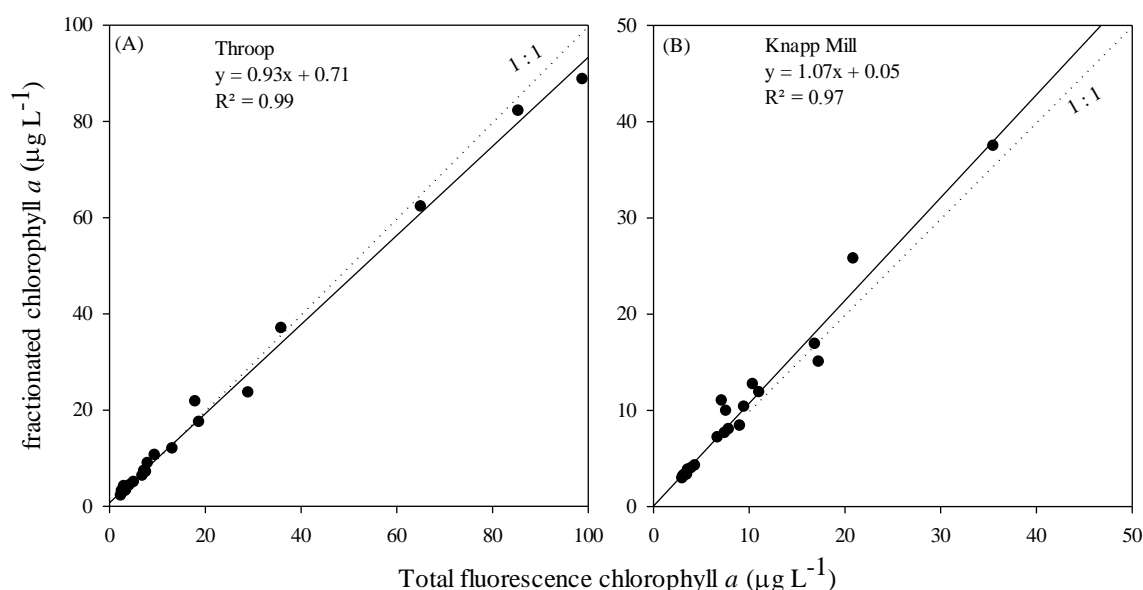 (A)
Throop
y = 0.93x + 0.71
R² = 0.99
1 : 1
100
80
60
40
20
0
0 20 40 60 80 100
(B)
Knapp Mill
y = 1.07x + 0.05
R² = 0.97
1 : 1
50
40
30
20
10
0
0 10 20 30 40 50
fractionated chlorophyll a (µg L⁻¹)
Total fluorescence chlorophyll a (µg L⁻¹)